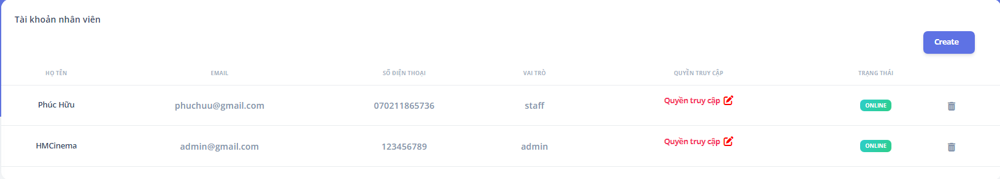 Tài khoản nhân viên
Create
HỌ TÊN EMAIL SỐ ĐIỆN THOẠI VAI TRÒ QUYỀN TRUY CẬP TRẠNG THÁI
Phúc Hữu phuchuu@gmail.com 070211865736 staff Quyền truy cập ONLINE
HMCinema admin@gmail.com 123456789 admin Quyền truy cập ONLINE